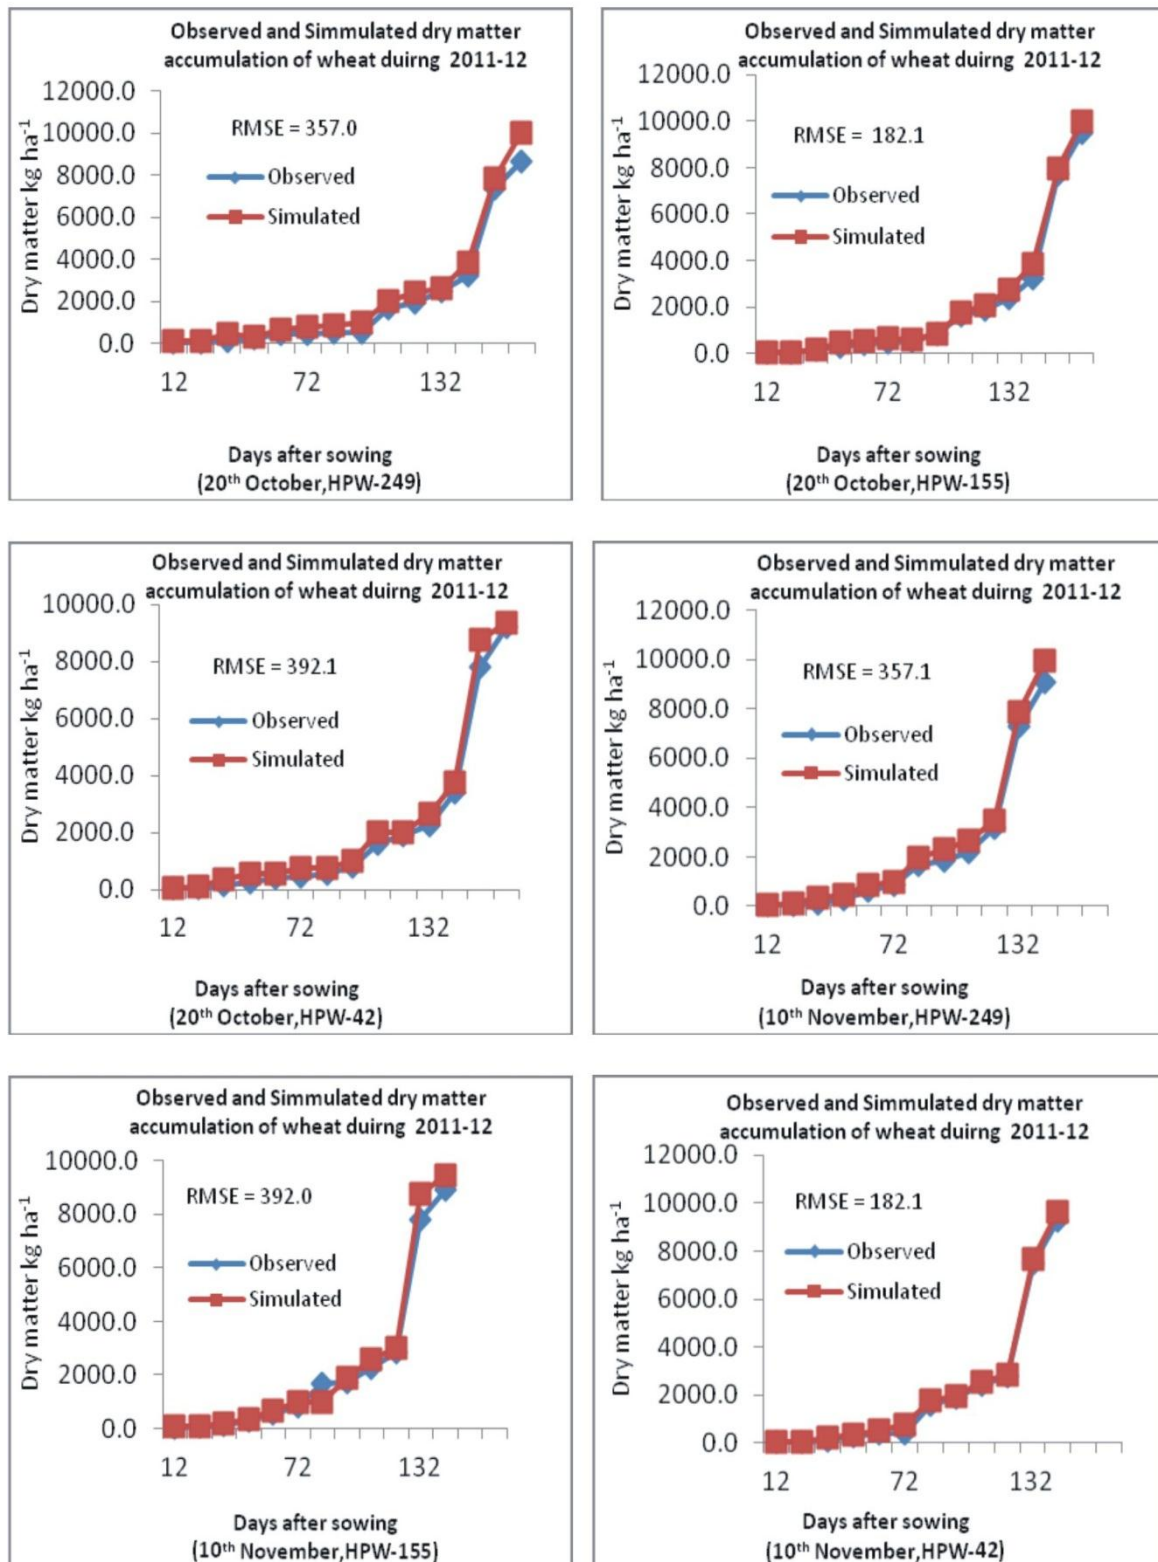 Observed and Simmulated dry matter
accumulation of wheat duirng 2011-12
Dry matter kg ha⁻¹
12000.0
10000.0
8000.0
6000.0
4000.0
2000.0
0.0
RMSE = 357.0
Observed
Simulated
12 72 132
Days after sowing
(20th October,HPW-249)
Observed and Simmulated dry matter
accumulation of wheat duirng 2011-12
Dry matter kg ha⁻¹
12000.0
10000.0
8000.0
6000.0
4000.0
2000.0
0.0
RMSE = 182.1
Observed
Simulated
12 72 132
Days after sowing
(20th October,HPW-155)
Observed and Simmulated dry matter
accumulation of wheat duirng 2011-12
Dry matter kg ha⁻¹
10000.0
8000.0
6000.0
4000.0
2000.0
0.0
RMSE = 392.1
Observed
Simulated
12 72 132
Days after sowing
(20th October,HPW-42)
Observed and Simmulated dry matter
accumulation of wheat duirng 2011-12
Dry matter kg ha⁻¹
12000.0
10000.0
8000.0
6000.0
4000.0
2000.0
0.0
RMSE = 357.1
Observed
Simulated
12 72 132
Days after sowing
(10th November,HPW-249)
Observed and Simmulated dry matter
accumulation of wheat duirng 2011-12
Dry matter kg ha⁻¹
10000.0
8000.0
6000.0
4000.0
2000.0
0.0
RMSE = 392.0
Observed
Simulated
12 72 132
Days after sowing
(10th November,HPW-155)
Observed and Simmulated dry matter
accumulation of wheat duirng 2011-12
Dry matter kg ha⁻¹
12000.0
10000.0
8000.0
6000.0
4000.0
2000.0
0.0
RMSE = 182.1
Observed
Simulated
12 72 132
Days after sowing
(10th November,HPW-42)